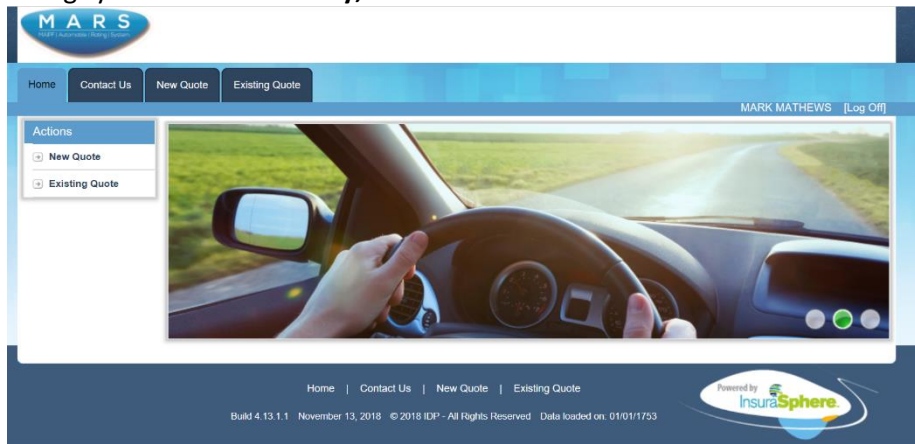 MARS
MAIPF | Automobile | Rating | System
Home
Contact Us
New Quote
Existing Quote
MARK MATHEWS [Log Off]
Actions
New Quote
Existing Quote
Home | Contact Us | New Quote | Existing Quote
Build 4.13.1.1 November 13, 2018 © 2018 IDP - All Rights Reserved Data loaded on: 01/01/1753
Powered by
InsuraSphere.